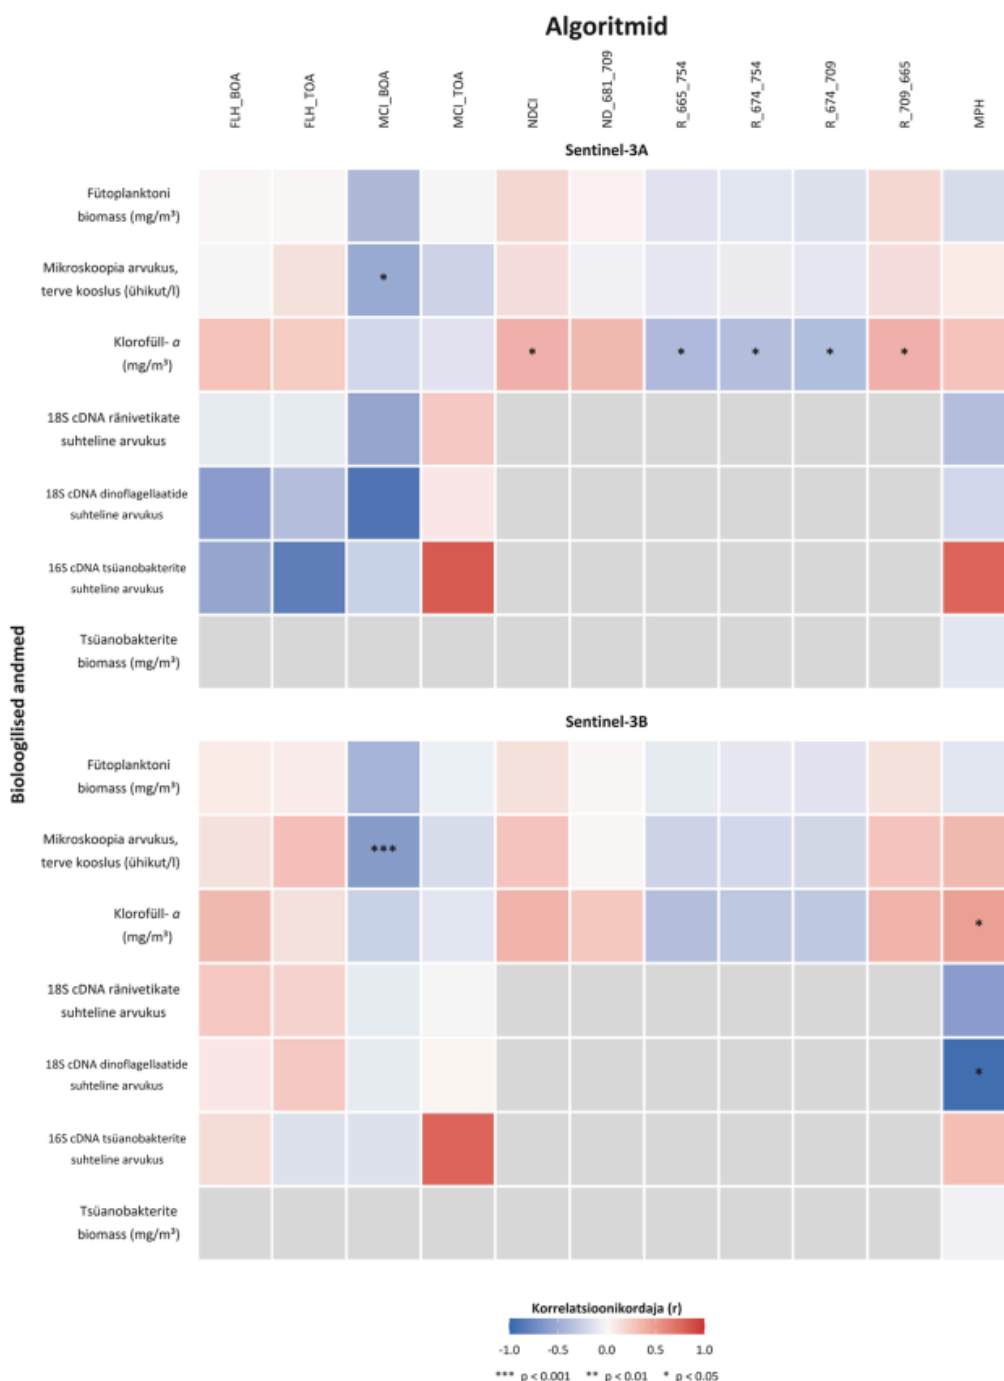 Algoritmid
FLH_BOA
FLH_TOA
MCI_BOA
MCI_TOA
NDCI
ND_681_709
R_665_754
R_674_754
R_674_709
R_709_665
MPH
Bioloogilised andmed
Sentinel-3A
Fütoplanktoni
biomass (mg/m³)
Mikroskoopia arvukus,
terve kooslus (ühikut/l)
*
Klorofüll- a
(mg/m³)
* * * * *
18S cDNA ränivetikate
suhteline arvukus
18S cDNA dinoflagellaatide
suhteline arvukus
16S cDNA tsüanobakterite
suhteline arvukus
Tsüanobakterite
biomass (mg/m³)
Sentinel-3B
Fütoplanktoni
biomass (mg/m³)
Mikroskoopia arvukus,
terve kooslus (ühikut/l)
***
Klorofüll- a
(mg/m³)
*
18S cDNA ränivetikate
suhteline arvukus
18S cDNA dinoflagellaatide
suhteline arvukus
*
16S cDNA tsüanobakterite
suhteline arvukus
Tsüanobakterite
biomass (mg/m³)
Korrelatsioonikordaja (r)
-1.0 -0.5 0.0 0.5 1.0
*** p < 0.001 ** p < 0.01 * p < 0.05